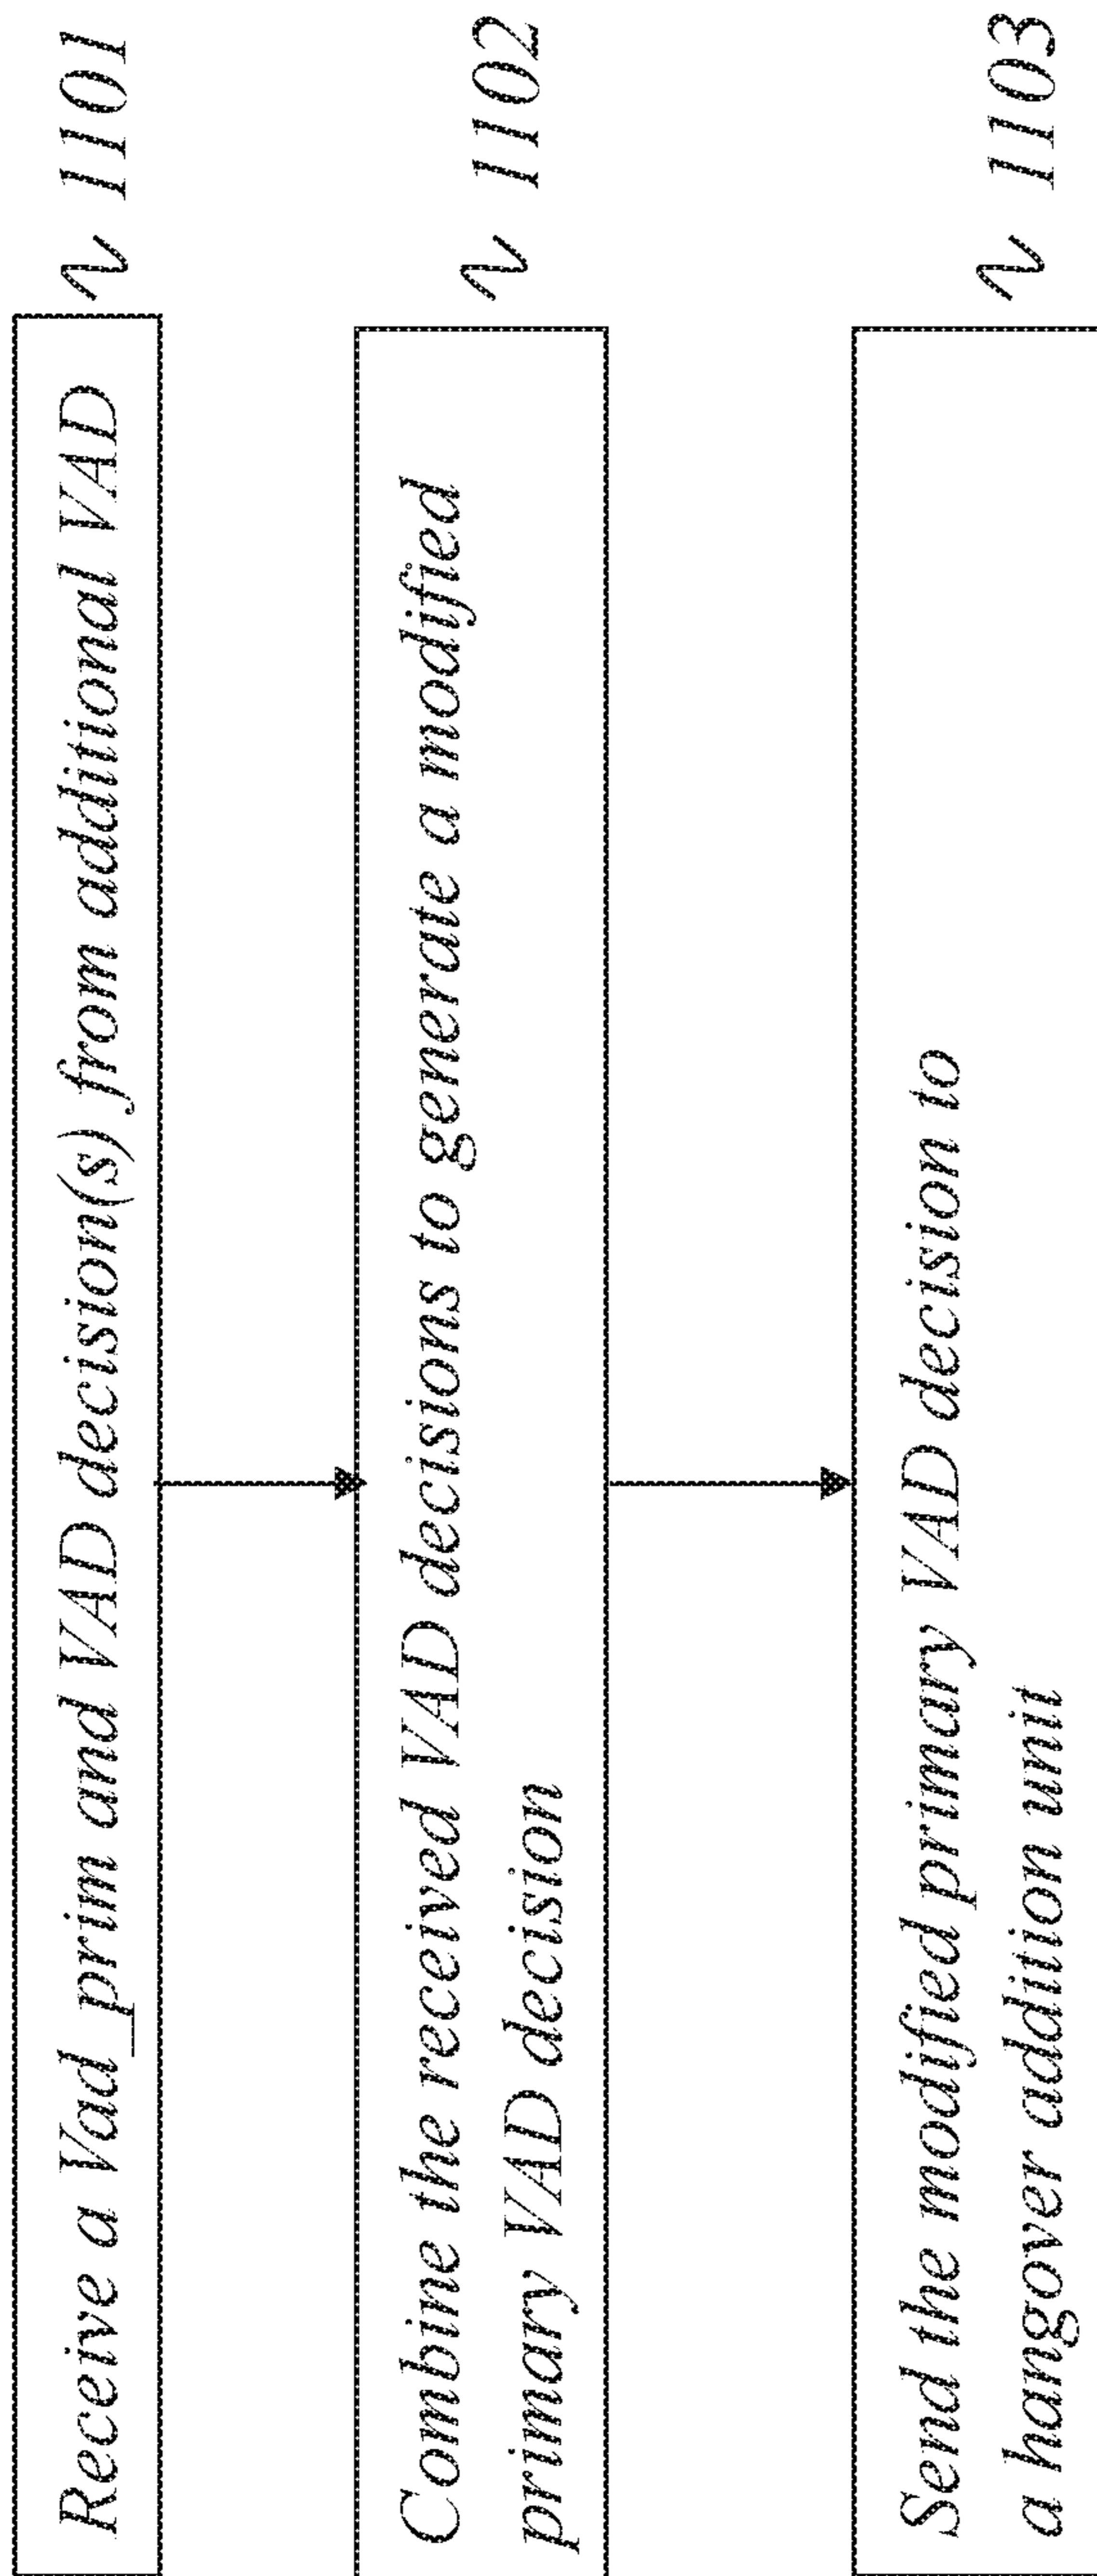 Receive a Vad_prim and VAD decision(s) from additional VAD
1101
Combine the received VAD decisions to generate a modified
primary VAD decision
1102
Send the modified primary VAD decision to
a hangover addition unit
1103